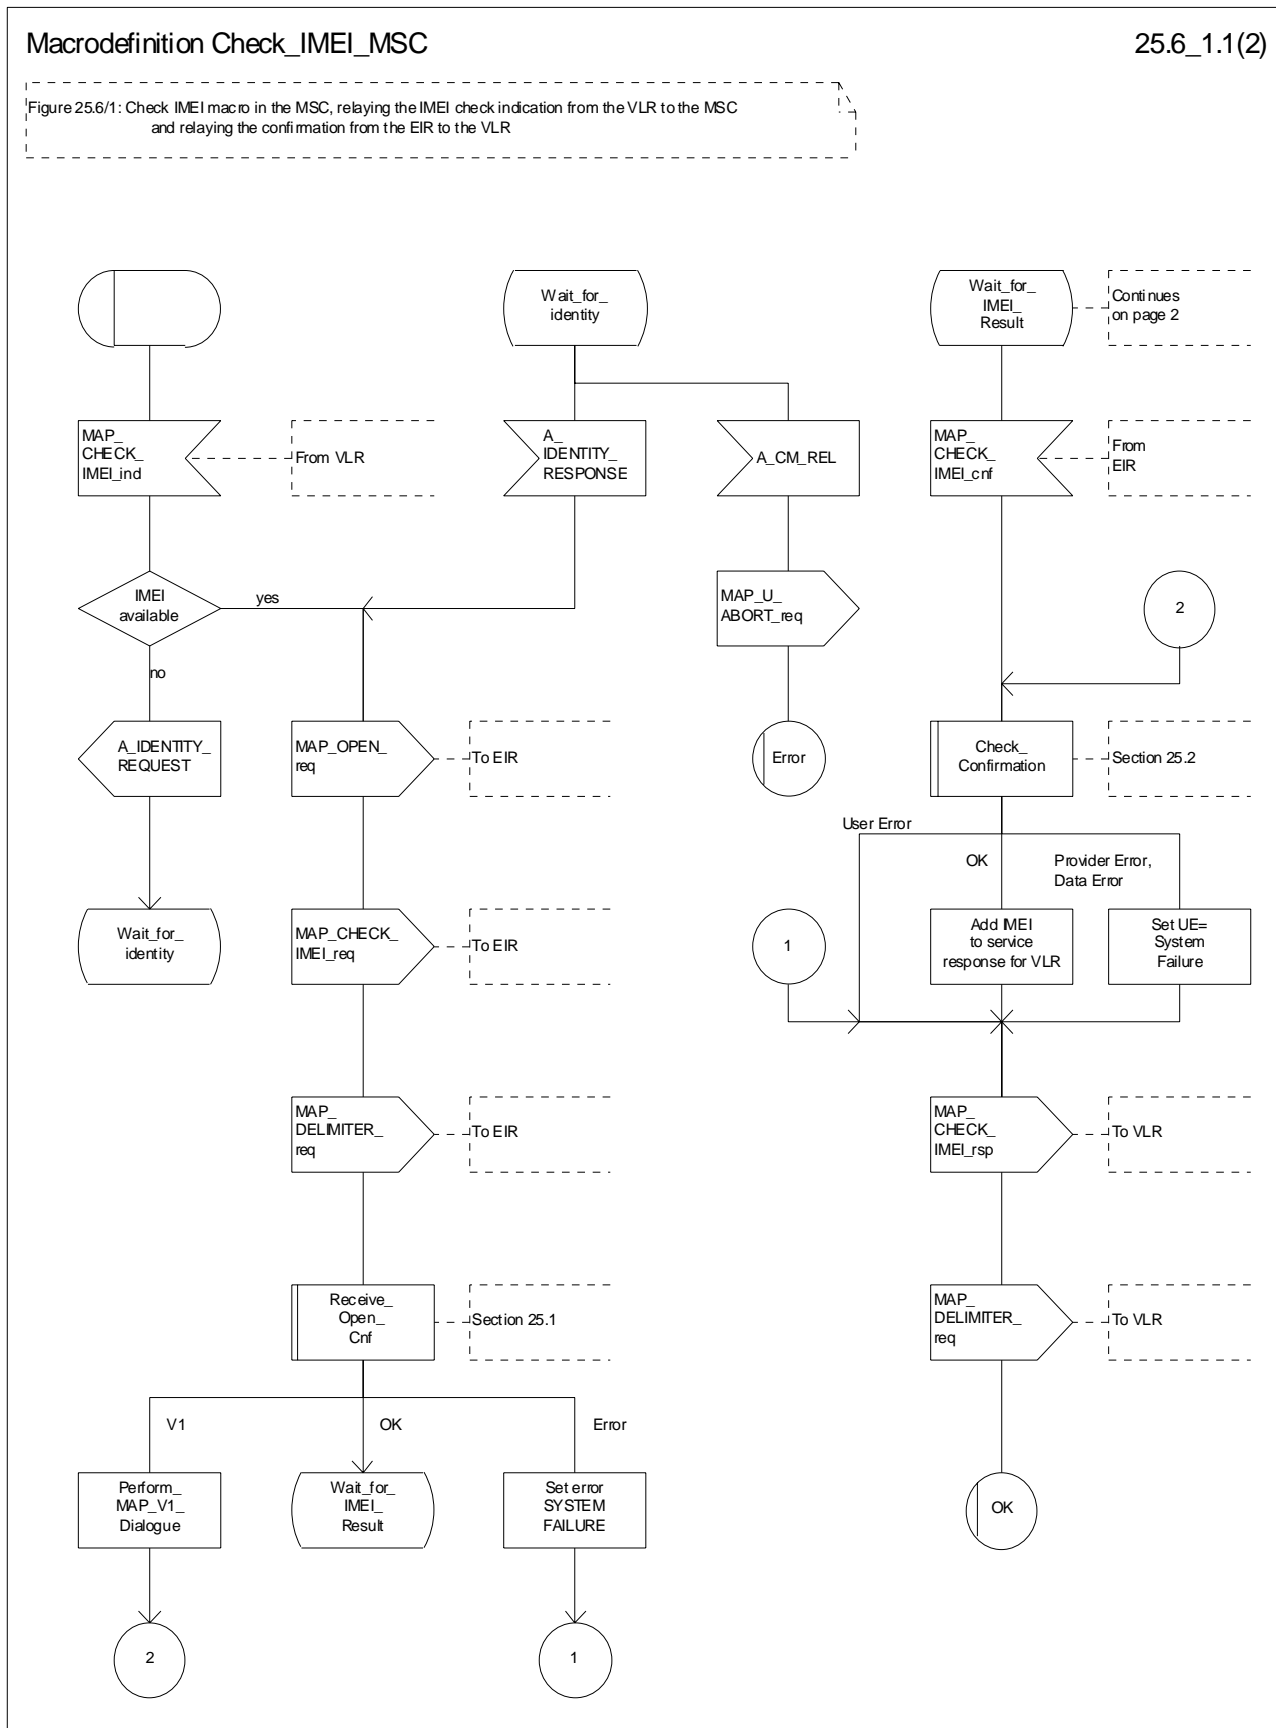 Macrodefinition Check_IMEI_MSC
25.6_1.1(2)
Figure 25.6/1: Check IMEI macro in the MSC, relaying the IMEI check indication from the VLR to the MSC
and relaying the confirmation from the EIR to the VLR
Wait_for_
identity
Wait_for_
IMEI_
Result
Continues
on page 2
MAP_
CHECK_
IMEI_ind
From VLR
A_
IDENTITY_
RESPONSE
A_CM_REL
MAP_
CHECK_
IMEI_cnf
From
EIR
IMEI
available
yes
no
MAP_U_
ABORT_req
2
A_IDENTITY_
REQUEST
MAP_OPEN_
req
To EIR
Error
Check_
Confirmation
Section 25.2
User Error
OK
Provider Error,
Data Error
Wait_for_
identity
MAP_CHECK_
IMEI_req
To EIR
1
Add IMEI
to service
response for VLR
Set UE=
System
Failure
MAP_
DELIMITER_
req
To EIR
MAP_
CHECK_
IMEI_rsp
To VLR
Receive_
Open_
Cnf
Section 25.1
MAP_
DELIMITER_
req
To VLR
V1
OK
Error
Perform_
MAP_V1_
Dialogue
Wait_for_
IMEI_
Result
Set error
SYSTEM
FAILURE
OK
2
1